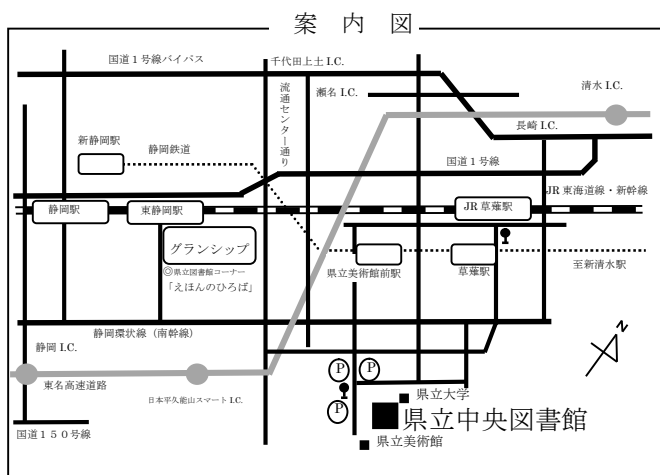 案 内 図
国道1号線バイパス
千代田上土 I.C.
清水 I.C.
瀬名 I.C.
流通センター通り
長崎 I.C.
新静岡駅
静岡鉄道
国道1号線
JR 東海道線・新幹線
静岡駅
東静岡駅
JR 草薙駅
グランシップ
◎県立図書館コーナー
「えほんのひろば」
県立美術館前駅
草薙駅
至新清水駅
静岡環状線（南幹線）
静岡 I.C.
N
P
P
東名高速道路
日本平久能山スマート I.C.
県立大学
P
県立中央図書館
国道150号線
県立美術館